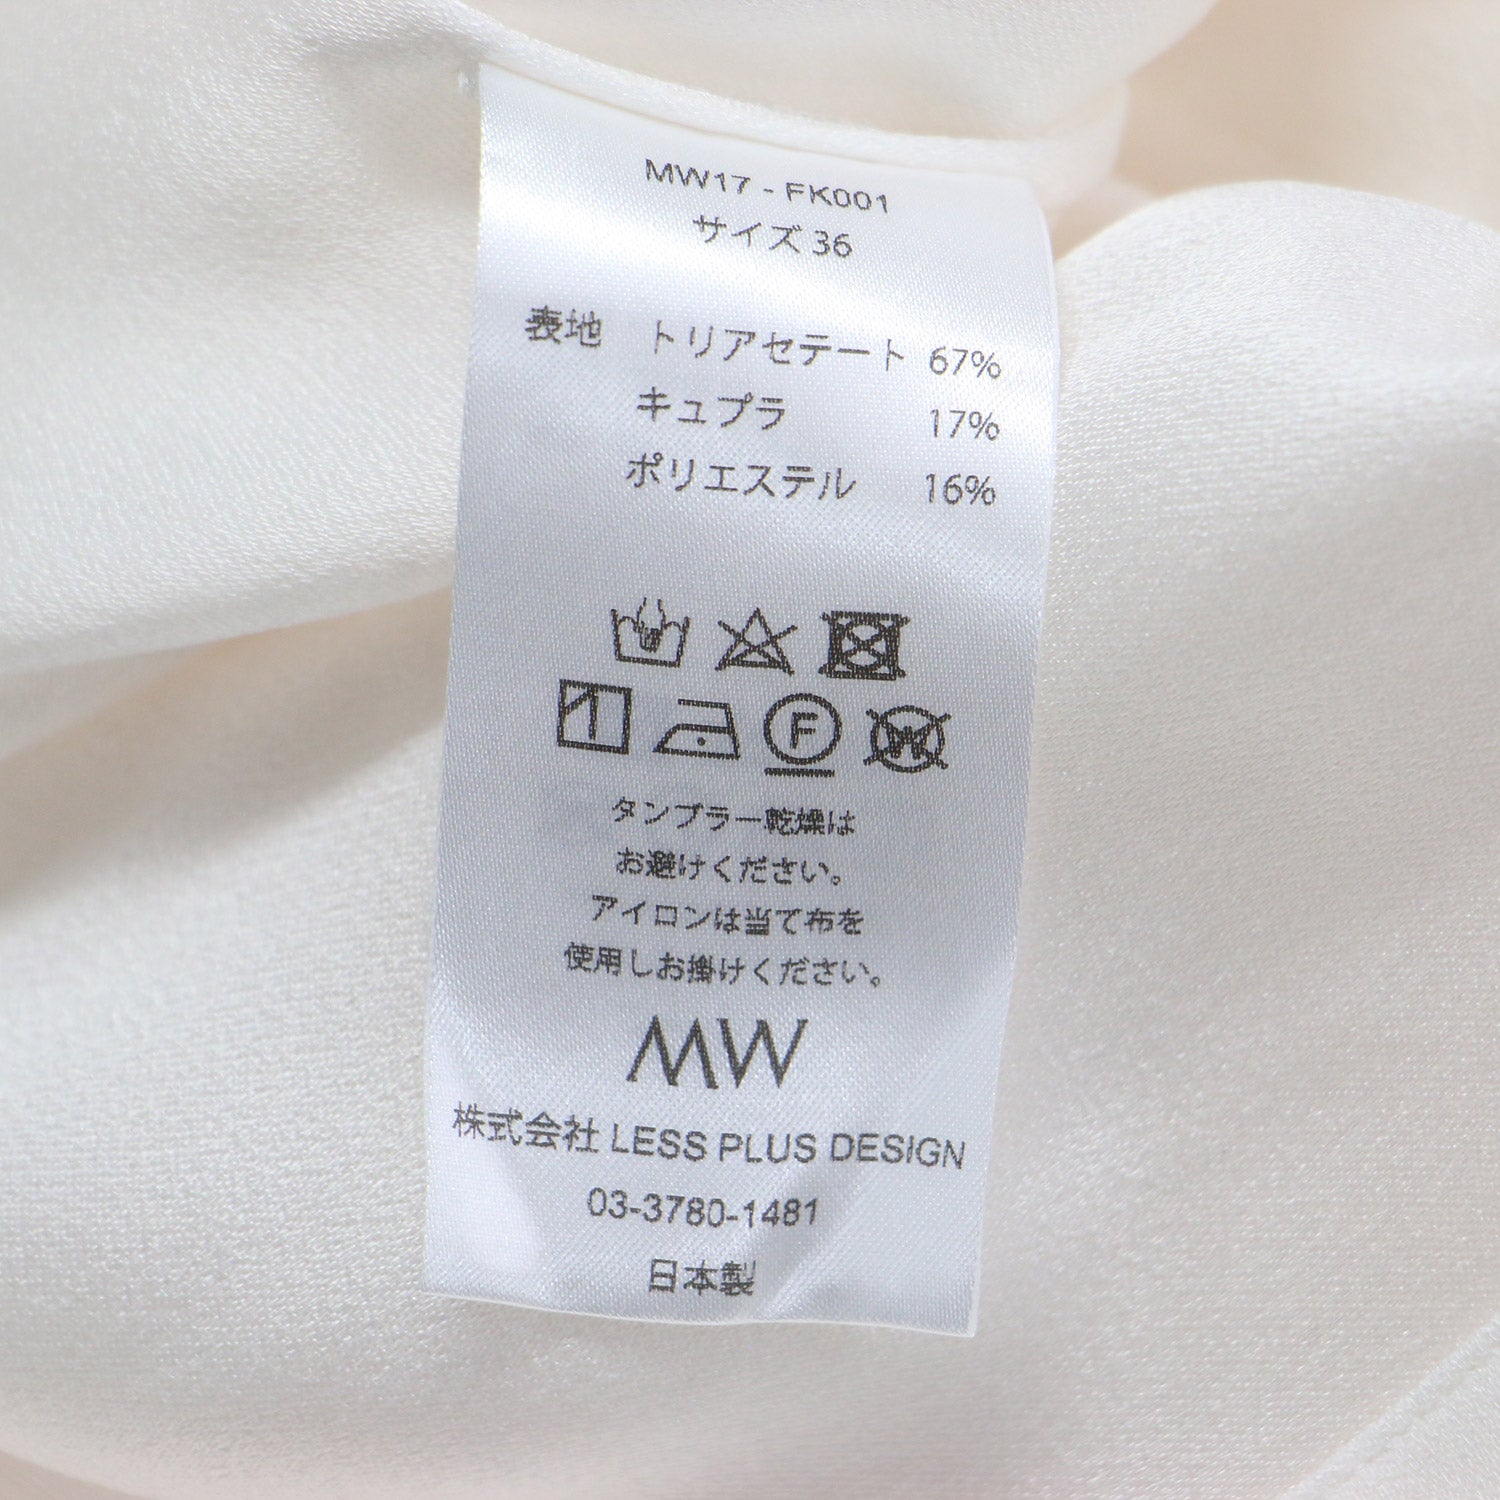 MW17 - FK001
サイズ 36
表地 トリアセテート 67%
キュプラ 17%
ポリエステル 16%
F W
タンブラー乾燥は
お避けください。
アイロンは当て布を
使用しお掛けください。
MW
株式会社 LESS PLUS DESIGN
03-3780-1481
日本製